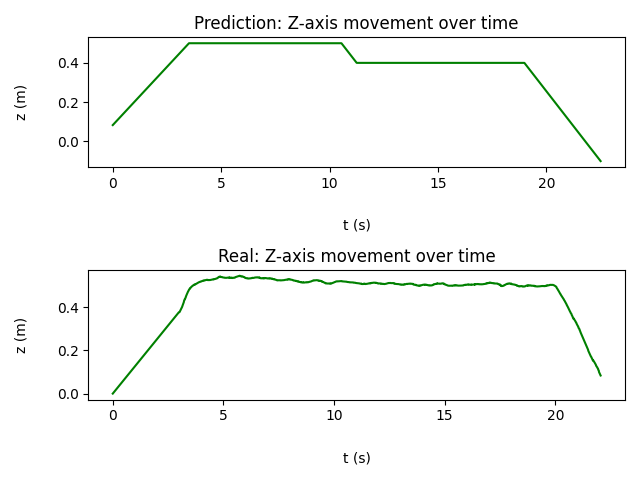 Prediction: Z-axis movement over time
z (m)
0.4
0.2
0.0
0 5 10 15 20
t (s)
Real: Z-axis movement over time
z (m)
0.4
0.2
0.0
0 5 10 15 20
t (s)